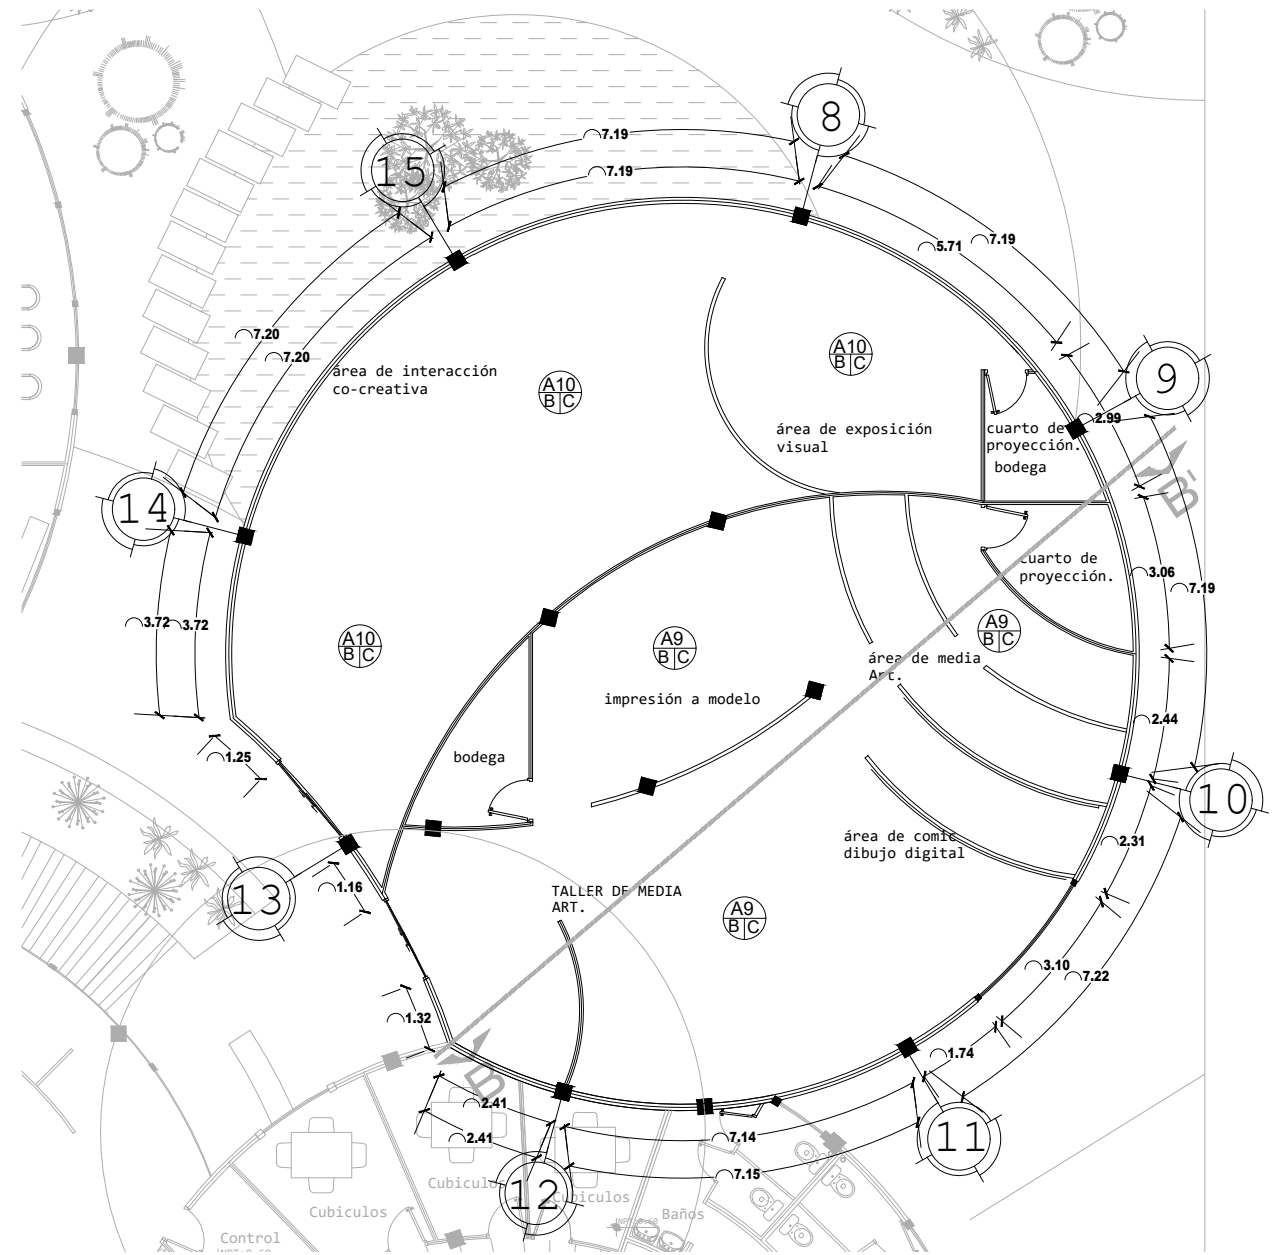 8
7.19
15
7.19
7.19
5.71
7.20
7.20
A10
B C
área de interacción
co-creativa
A10
B C
9
2.99
área de exposición
visual
cuarto de
proyección.
bodega
B'
14
cuarto de
proyección.
3.06
7.19
3.72
3.72
A10
B C
A9
B C
A9
B C
área de media
Art.
impresión a modelo
2.44
1.25
bodega
10
2.31
área de comic
dibujo digital
13
1.16
TALLER DE MEDIA
ART.
A9
B C
3.10
7.22
1.32
1.74
B
2.41
2.41
7.14
7.15
11
12
Cubiculos
Cubiculos
Cubiculos
Baños
Control